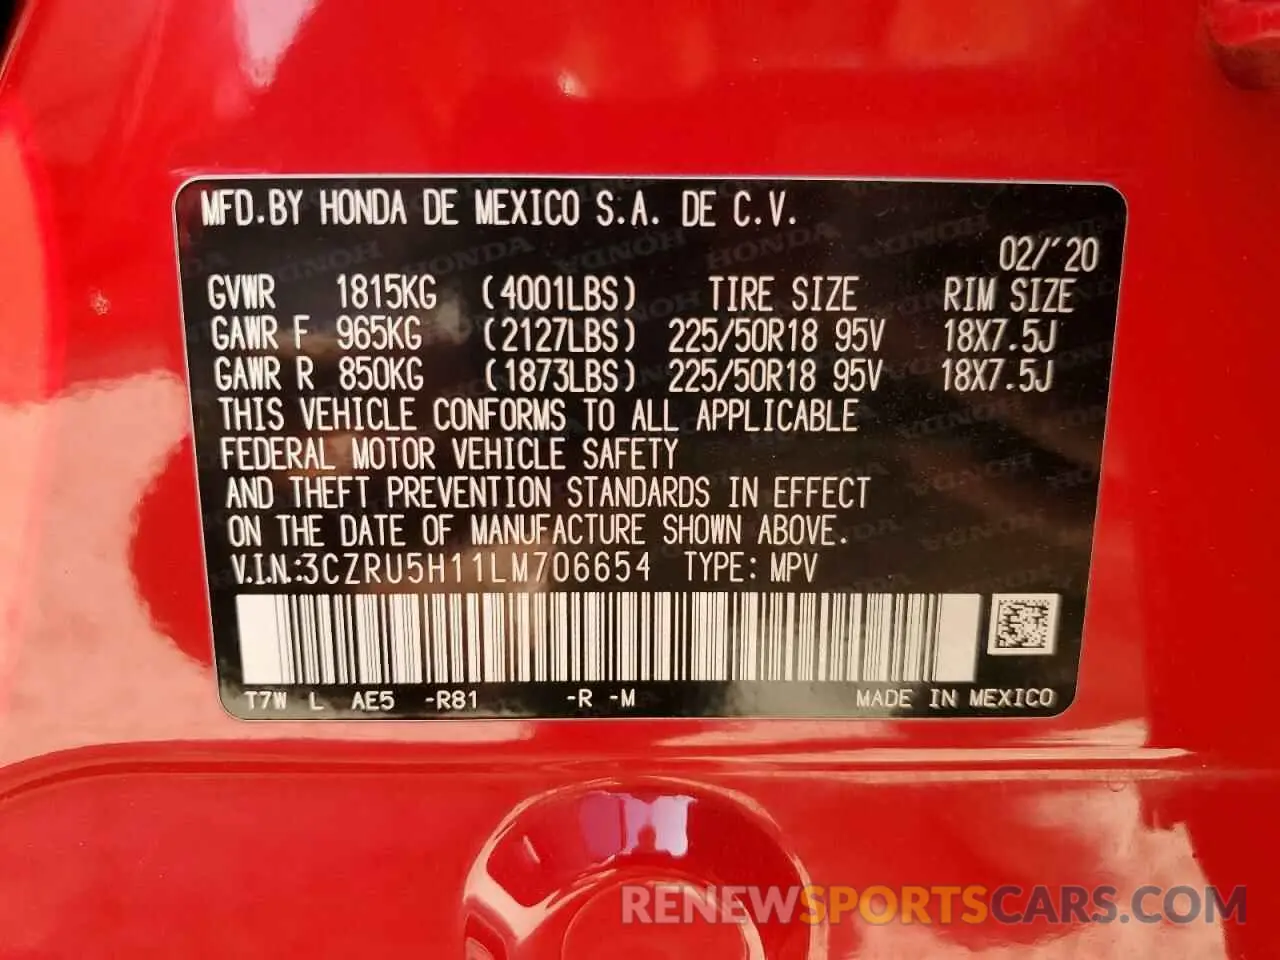 MFD.BY HONDA DE MEXICO S.A. DE C.V.
02/´20
GVWR 1815KG (4001LBS) TIRE SIZE RIM SIZE
GAWR F 965KG (2127LBS) 225/50R18 95V 18X7.5J
GAWR R 850KG (1873LBS) 225/50R18 95V 18X7.5J
THIS VEHICLE CONFORMS TO ALL APPLICABLE
FEDERAL MOTOR VEHICLE SAFETY
AND THEFT PREVENTION STANDARDS IN EFFECT
ON THE DATE OF MANUFACTURE SHOWN ABOVE.
V.I.N.:3CZRU5H11LM706654 TYPE: MPV
T7W L AE5 -R81 -R -M MADE IN MEXICO
RENEWSPORTSCARS.COM